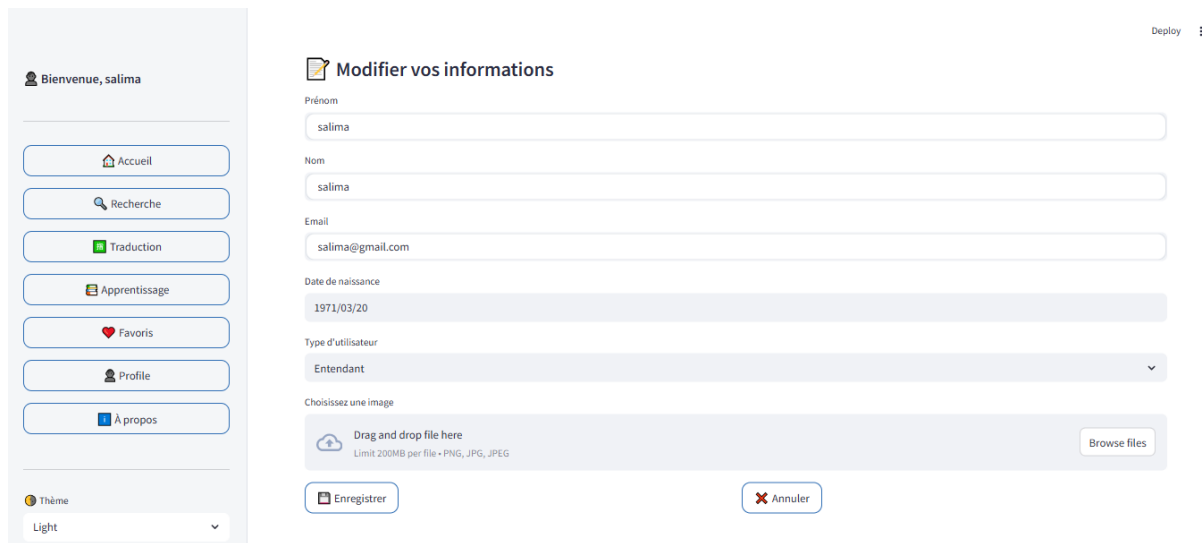 Deploy
Bienvenue, salima
Accueil
Recherche
Traduction
Apprentissage
Favoris
Profile
À propos
Thème
Light
Modifier vos informations
Prénom
salima
Nom
salima
Email
salima@gmail.com
Date de naissance
1971/03/20
Type d'utilisateur
Entendant
Choisissez une image
Drag and drop file here
Limit 200MB per file • PNG, JPG, JPEG
Browse files
Enregistrer
Annuler